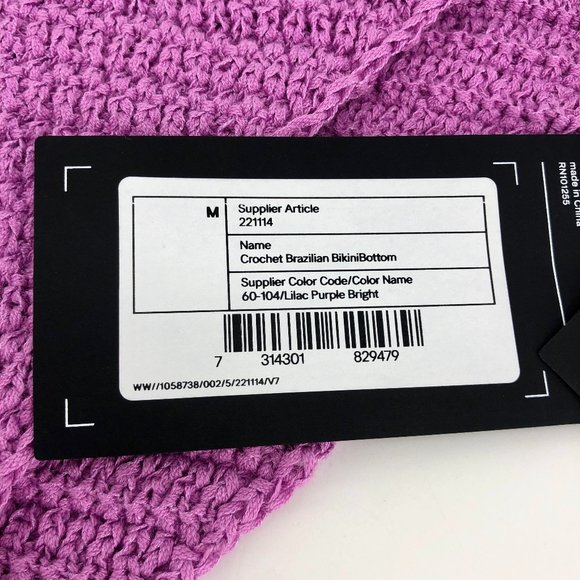 M
Supplier Article
221114
Name
Crochet Brazilian BikiniBottom
Supplier Color Code/Color Name
60-104/Lilac Purple Bright
7 314301 829479
WW//1058738/002/5/221114/V7
made in China
RN101255